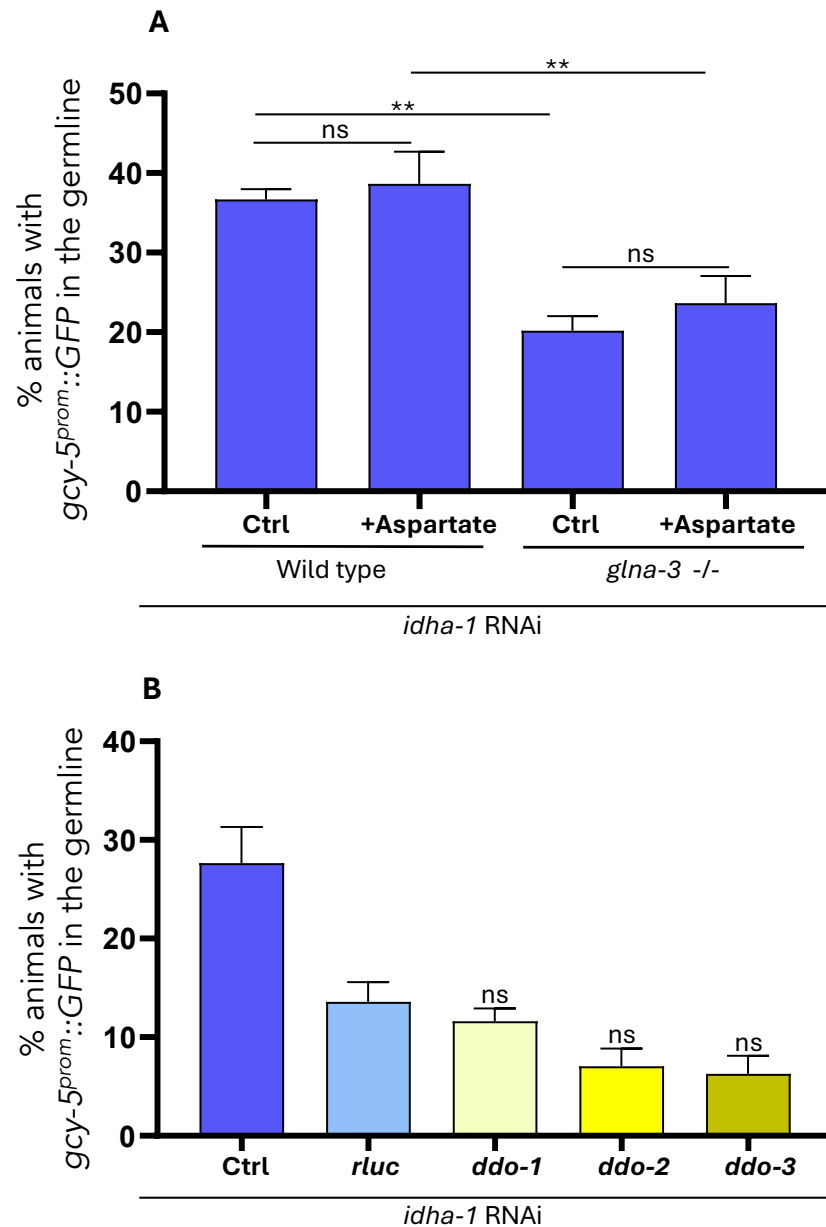 A
% animals with
gcy-5prom::GFP in the germline
50
40
30
20
10
0
**
**
ns
ns
Ctrl +Aspartate Ctrl +Aspartate
Wild type glna-3 -/-
idha-1 RNAi
B
% animals with
gcy-5prom::GFP in the germline
40
30
20
10
0
ns
ns
ns
Ctrl rluc ddo-1 ddo-2 ddo-3
idha-1 RNAi